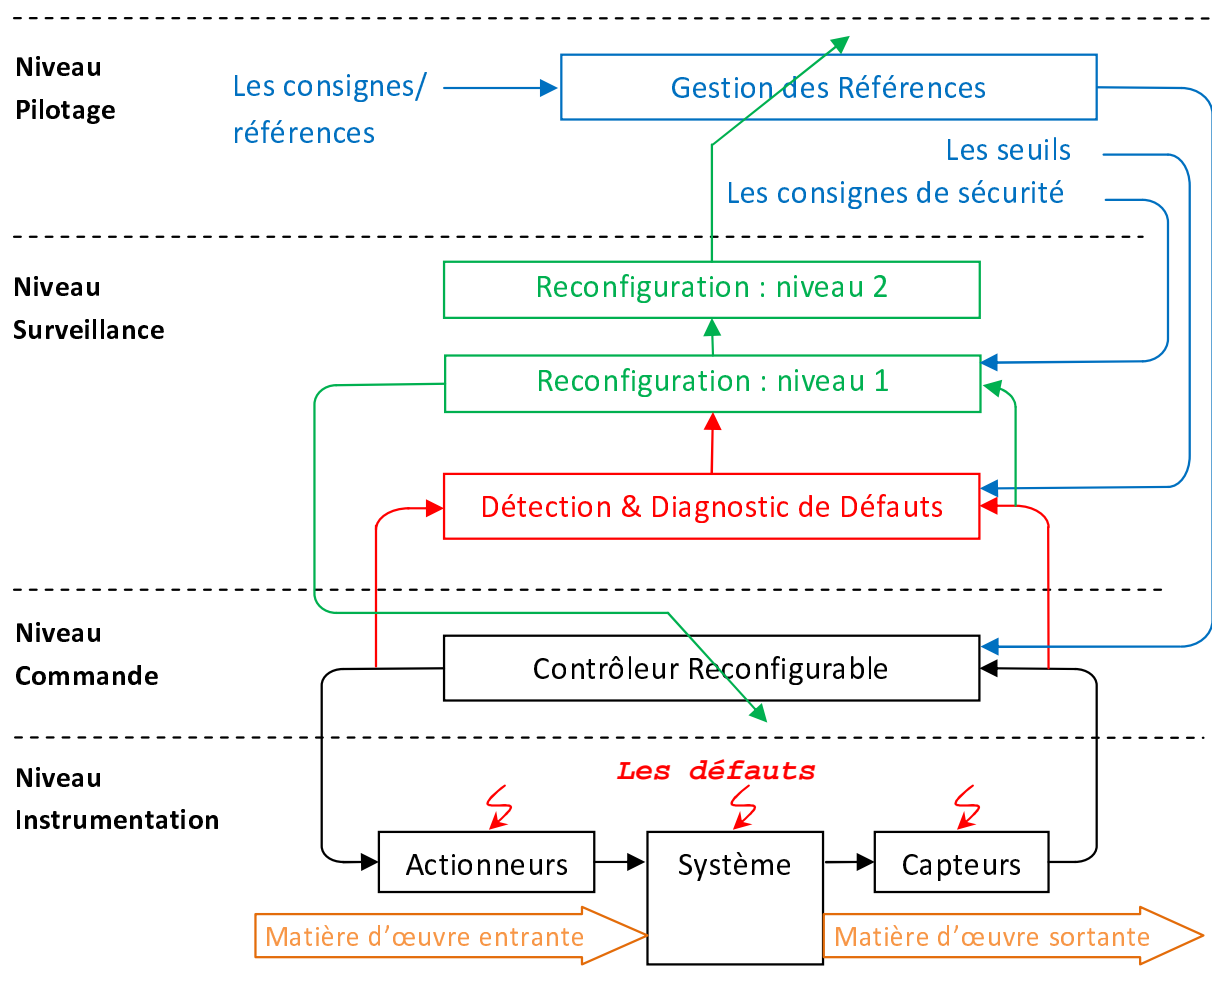 Niveau
Pilotage
Les consignes/
références
Gestion des Références
Les seuils
Les consignes de sécurité
Niveau
Surveillance
Reconfiguration : niveau 2
Reconfiguration : niveau 1
Détection & Diagnostic de Défauts
Niveau
Commande
Contrôleur Reconfigurable
Niveau
Instrumentation
Les défauts
Actionneurs
Système
Capteurs
Matière d’œuvre entrante
Matière d’œuvre sortante